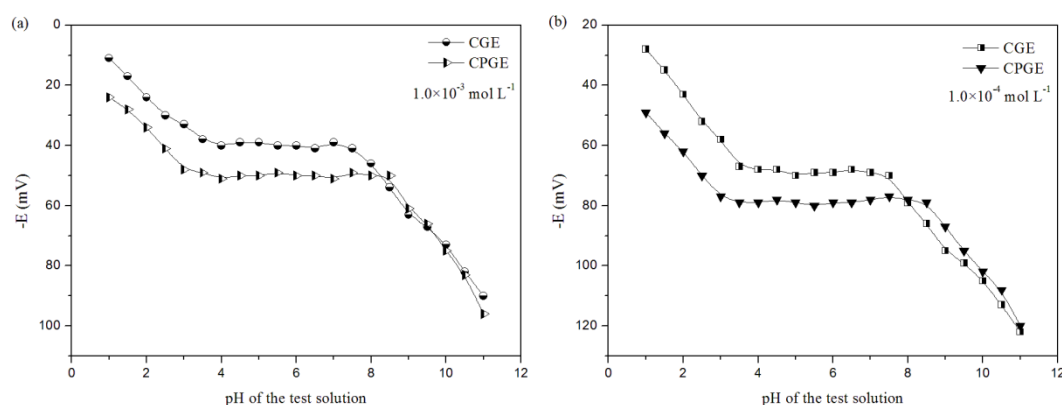 (a)
0
20
40
60
80
100
-E (mV)
CGE
CPGE
1.0×10⁻³ mol L⁻¹
0 2 4 6 8 10 12
pH of the test solution
(b)
20
40
60
80
100
120
-E (mV)
CGE
CPGE
1.0×10⁻⁴ mol L⁻¹
0 2 4 6 8 10 12
pH of the test solution